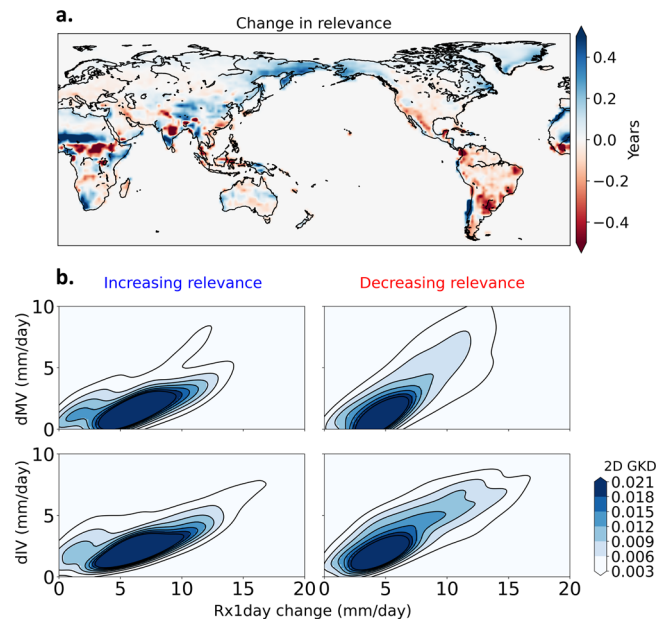 a.
Change in relevance
0.4
0.2
0.0
−0.2
−0.4
Years
b.
Increasing relevance
Decreasing relevance
10
5
0
dMV (mm/day)
10
5
0
dIV (mm/day)
0 5 10 15 20
0 5 10 15 20
Rx1day change (mm/day)
2D GKD
0.021
0.018
0.015
0.012
0.009
0.006
0.003